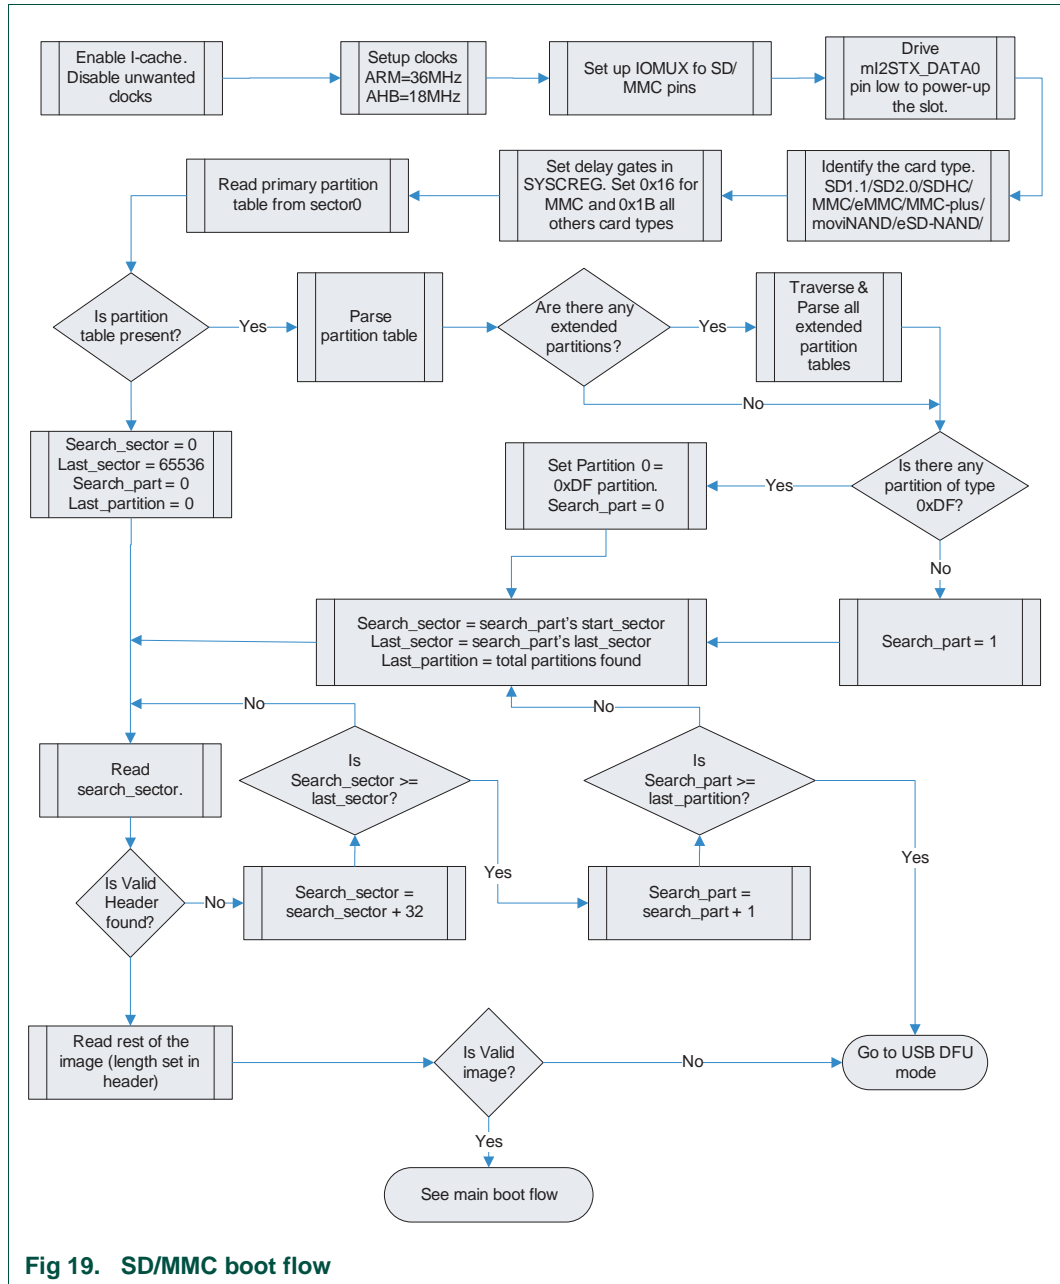 Enable I-cache.
Disable unwanted
clocks
Setup clocks
ARM=36MHz
AHB=18MHz
Set up IOMUX fo SD/
MMC pins
Drive
mI2STX_DATA0
pin low to power-up
the slot.
Identify the card type.
SD1.1/SD2.0/SDHC/
MMC/eMMC/MMC-plus/
moviNAND/eSD-NAND/
Set delay gates in
SYSCREG. Set 0x16 for
MMC and 0x1B all
others card types
Read primary partition
table from sector0
Is partition
table present?
Yes
Parse
partition table
Are there any
extended
partitions?
Yes
Traverse &
Parse all
extended
partition
tables
No
Search_sector = 0
Last_sector = 65536
Search_part = 0
Last_partition = 0
Set Partition 0 =
0xDF partition.
Search_part = 0
Yes
Is there any
partition of type
0xDF?
No
Search_sector = search_part's start_sector
Last_sector = search_part's last_sector
Last_partition = total partitions found
Search_part = 1
No
No
Read
search_sector.
Is
Search_sector >=
last_sector?
Is
Search_part >=
last_partition?
Yes
Yes
Is Valid
Header
found?
No
Search_sector =
search_sector + 32
Search_part =
search_part + 1
Read rest of the
image (length set in
header)
Is Valid
image?
No
Go to USB DFU
mode
Yes
See main boot flow
Fig 19. SD/MMC boot flow